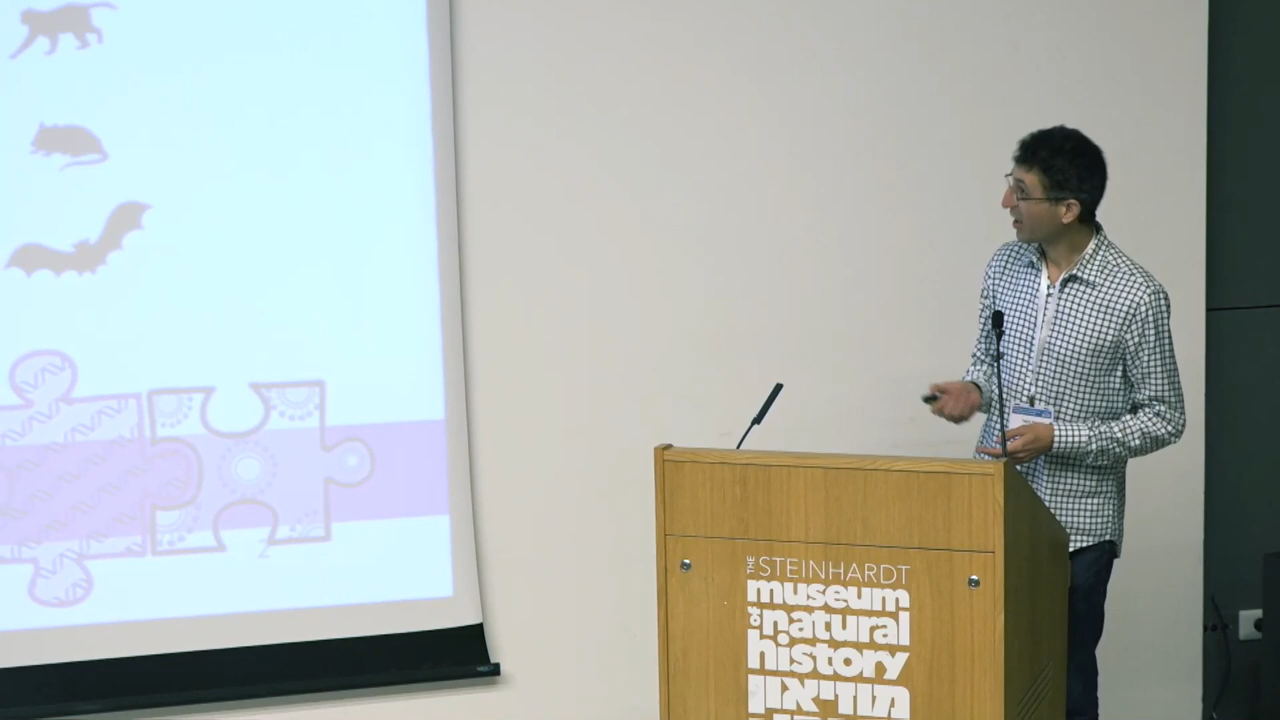 THE STEINHARDT
museum
of natural
history
מוזיאון